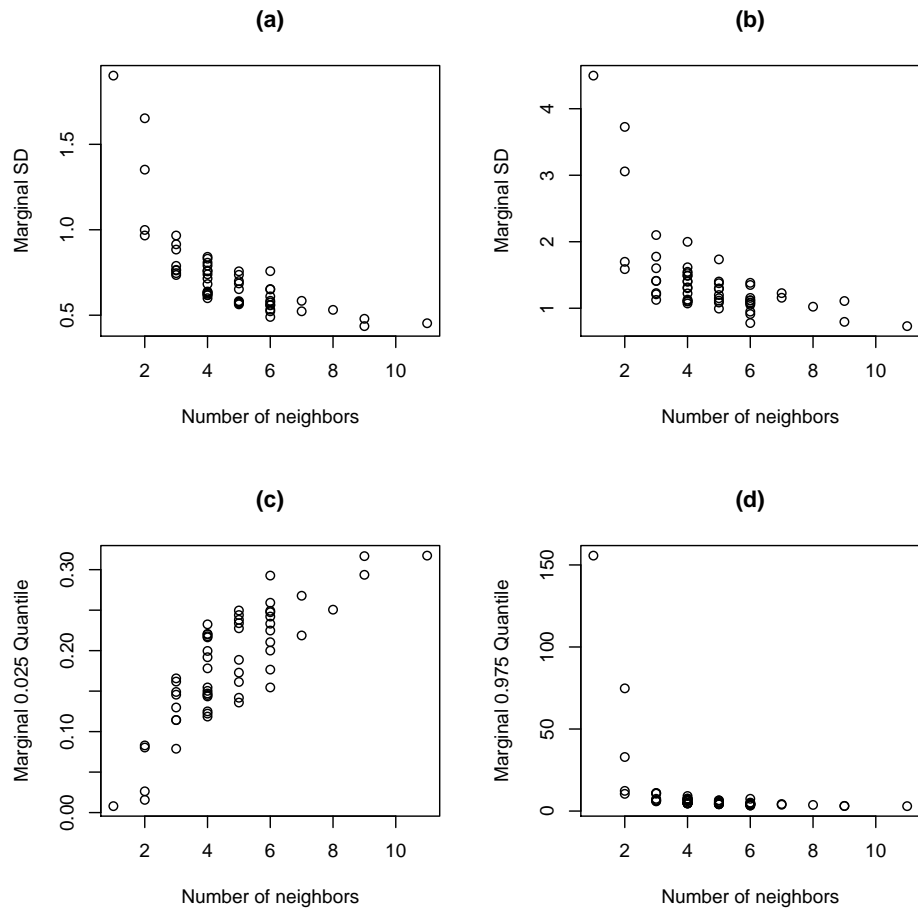 (a)
Marginal SD
0.5 1.0 1.5
2 4 6 8 10
Number of neighbors
(b)
Marginal SD
1 2 3 4
2 4 6 8 10
Number of neighbors
(c)
Marginal 0.025 Quantile
0.00 0.10 0.20 0.30
2 4 6 8 10
Number of neighbors
(d)
Marginal 0.975 Quantile
0 50 100 150
2 4 6 8 10
Number of neighbors